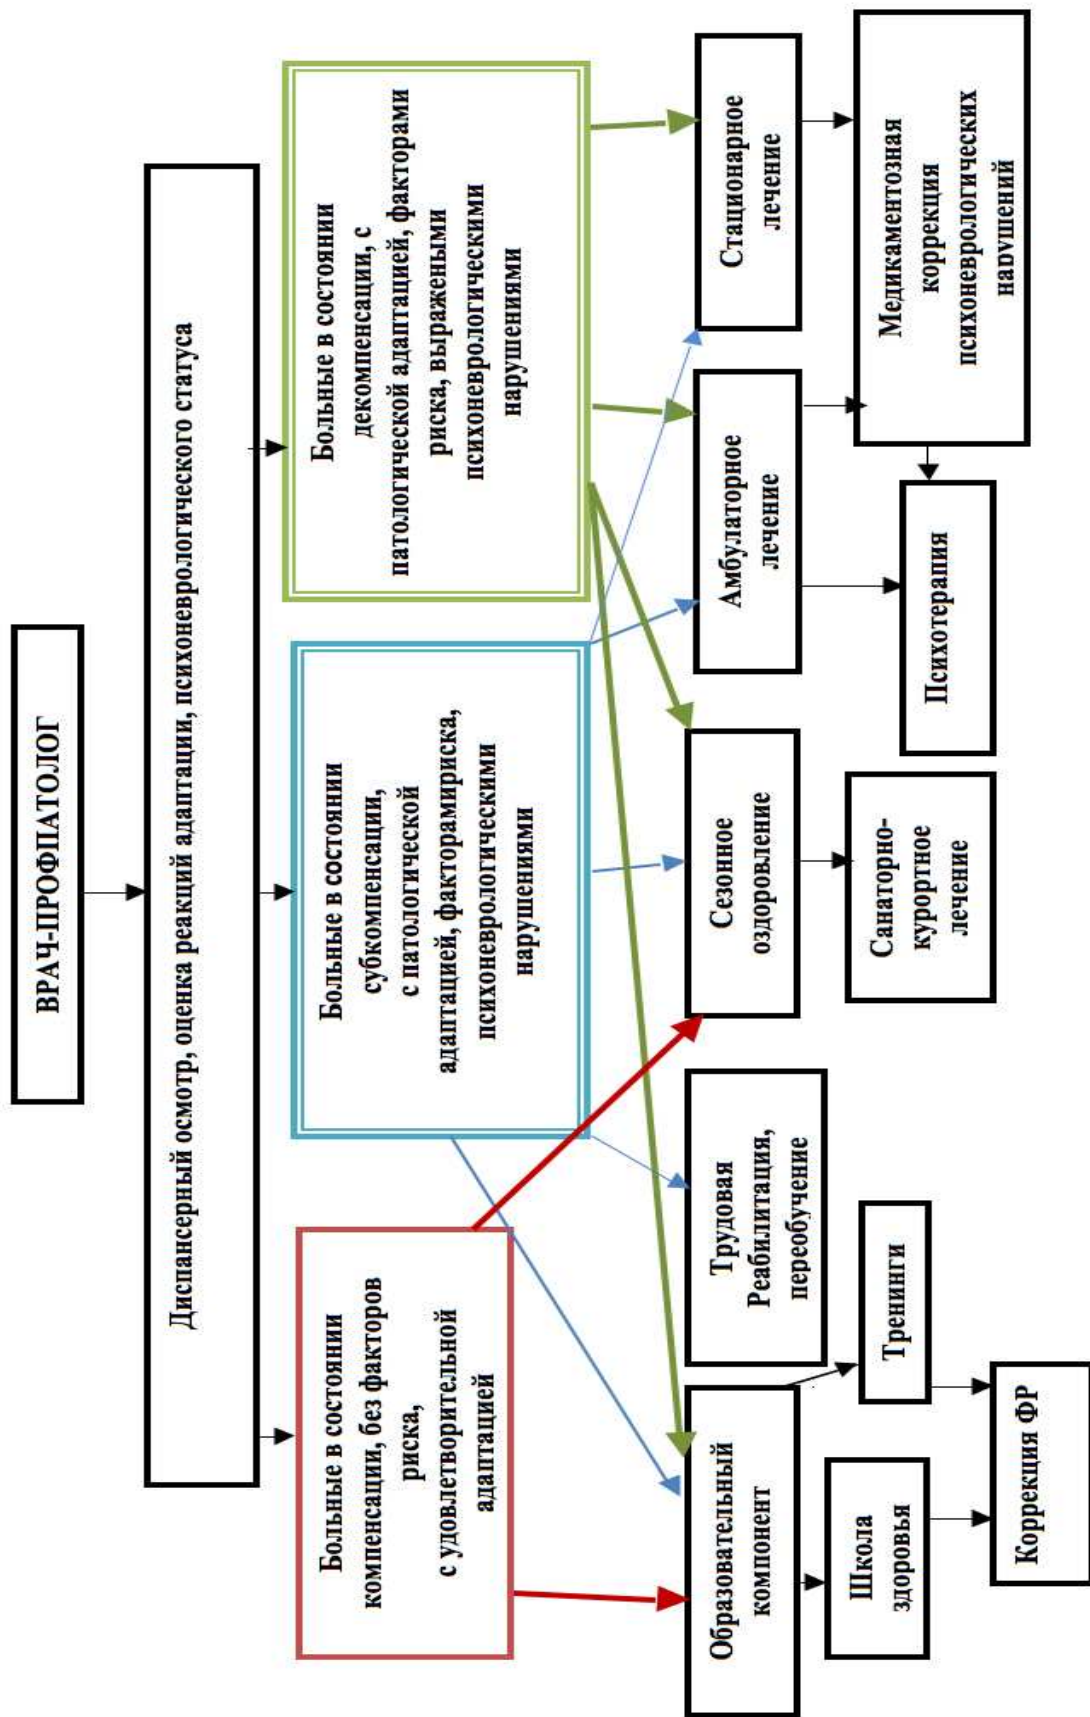 ВРАЧ-ПРОФПАТОЛОГ
Диспансерный осмотр, оценка реакций адаптации, психоневрологического статуса
Больные в состоянии
компенсации, без факторов
риска,
с удовлетворительной
адаптацией
Больные в состоянии
субкомпенсации,
с патологической
адаптацией, факторамириска,
психоневрологическими
нарушениями
Больные в состоянии
декомпенсации, с
патологической адаптацией, факторами
риска, выражеными
психоневрологическими
нарушениями
Образовательный
компонент
Трудовая
Реабилитация,
переобучение
Сезонное
оздоровление
Амбулаторное
лечение
Стационарное
лечение
Школа
здоровья
Тренинги
Санаторно-
курортное
лечение
Психотерапия
Медикаментозная
коррекция
психоневрологических
нарушений
Коррекция ФР